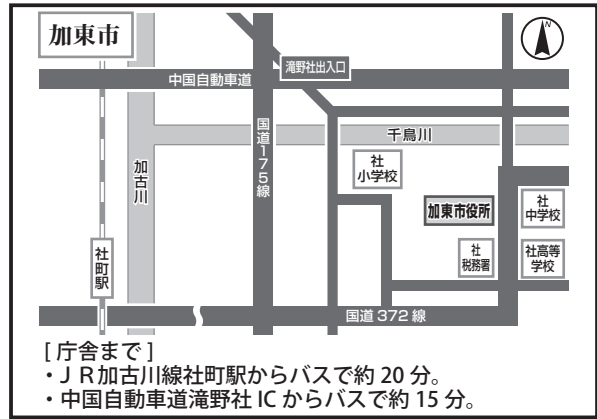 加東市
N
滝野社出入口
中国自動車道
国道175線
千鳥川
加古川
社
小学校
加東市役所
社
中学校
社
税務署
社高等
学校
社町駅
国道372線
[庁舎まで]
・JR加古川線社町駅からバスで約20分。
・中国自動車道滝野社ICからバスで約15分。